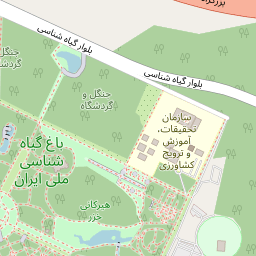 بلوار گیاه شناسی
بلوار گیاه شناسی
جنگل و
گردشگاه
جنگل و
گردشگاه
سازمان
تحقیقات،
آموزش
و ترویج
کشاورزی
باغ گیاه
شناسی
ملی ایران
هیرکانی
خزر